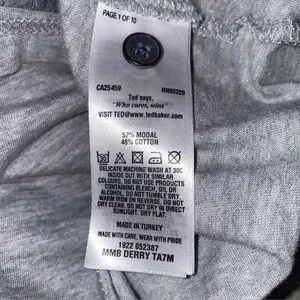 PAGE 1 OF 10
CA25459 RN95229
Ted says,
"Who cures, wins"
VISIT TED@www.tedbaker.com
52% MODAL
48% COTTON
DELICATE MACHINE WASH AT 30C
INSIDE OUT WITH SIMILAR
COLOURS. DO NOT USE PRODUCTS
CONTAINING BLEACH, OIL, OR
ALCOHOL. DO NOT TUMBLE DRY
WARM IRON ON REVERSE. DO NOT
DRY CLEAN. DO NOT DRY IN DIRECT
SUNLIGHT. DRY FLAT.
MADE IN TURKEY
MADE WITH CARE, WEAR WITH PRIDE
1922 052387
MMB DERRY TA7M